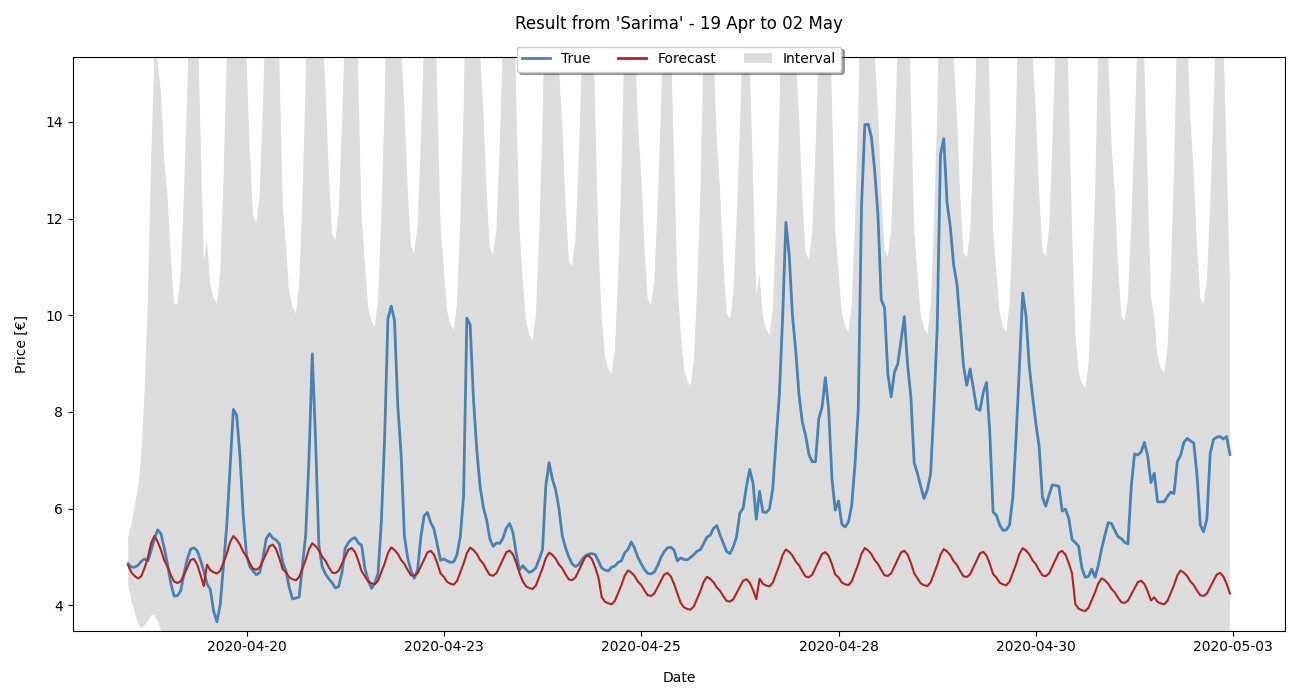 Result from 'Sarima' - 19 Apr to 02 May
True Forecast Interval
14
12
10
8
6
4
Price [€]
2020-04-20 2020-04-23 2020-04-25 2020-04-28 2020-04-30 2020-05-03
Date